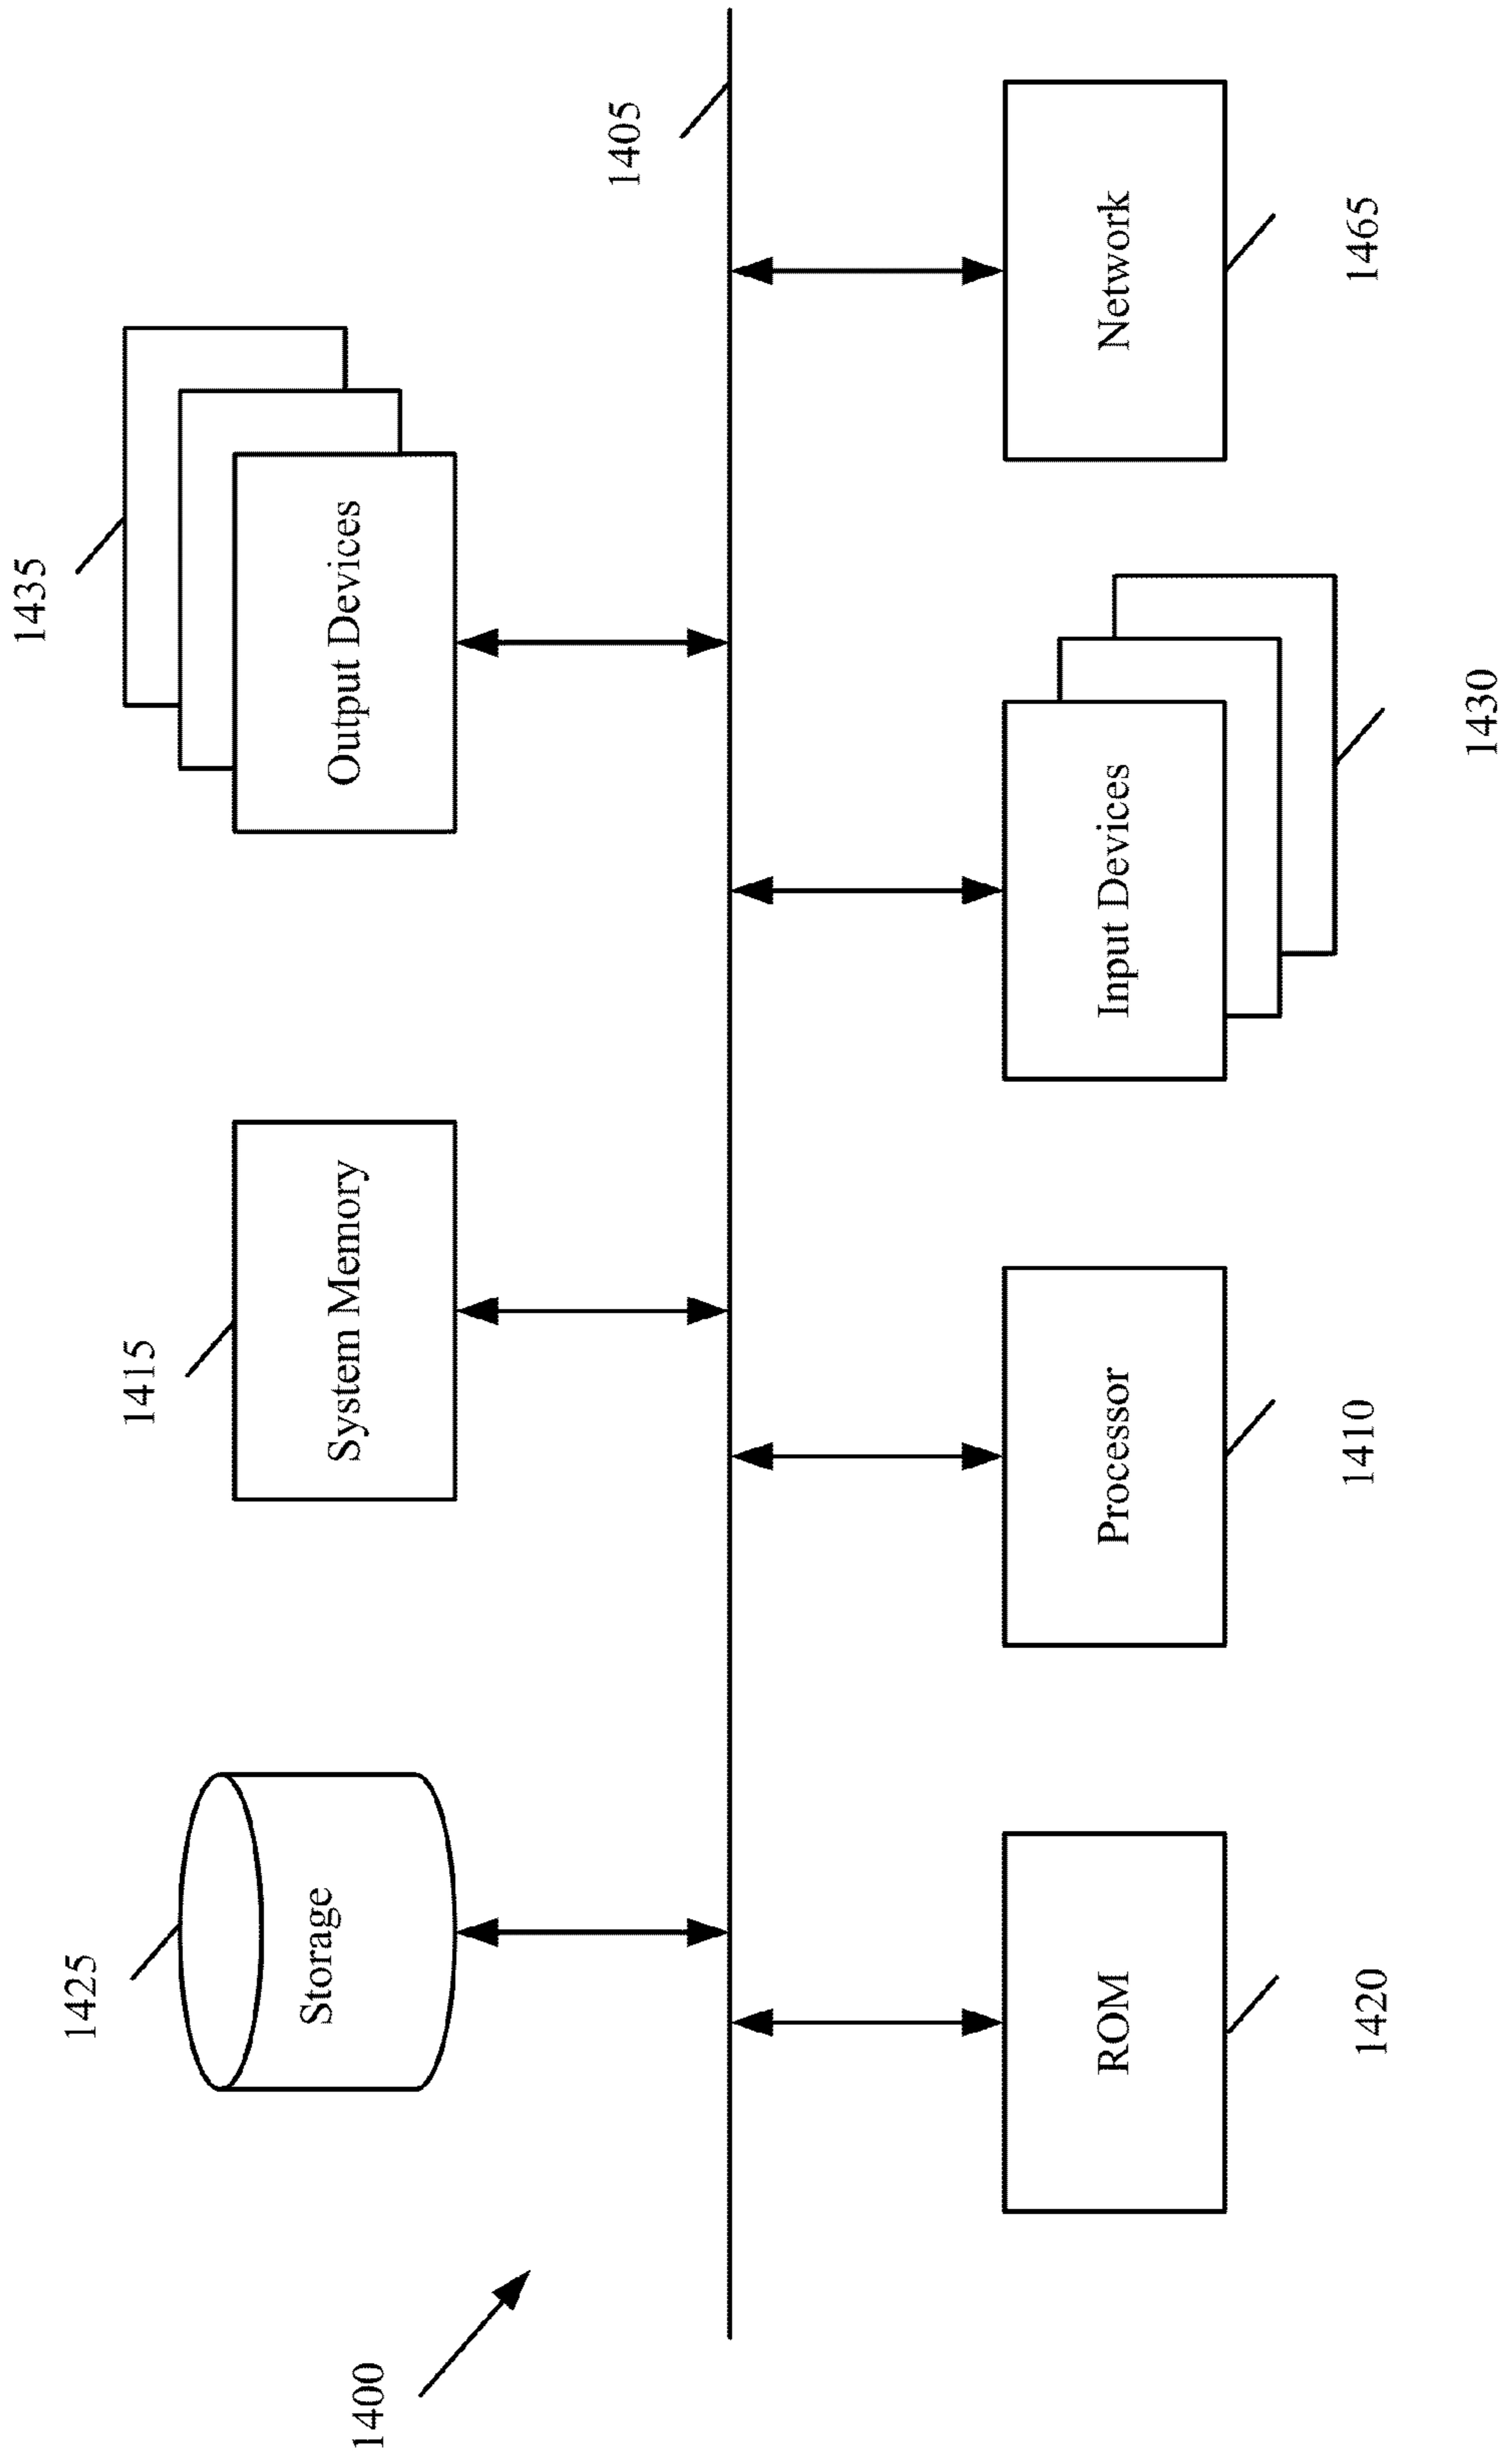 1435
1425
1415
Storage
System Memory
Output Devices
1400
1405
ROM
Processor
Input Devices
Network
1420
1410
1465
1430